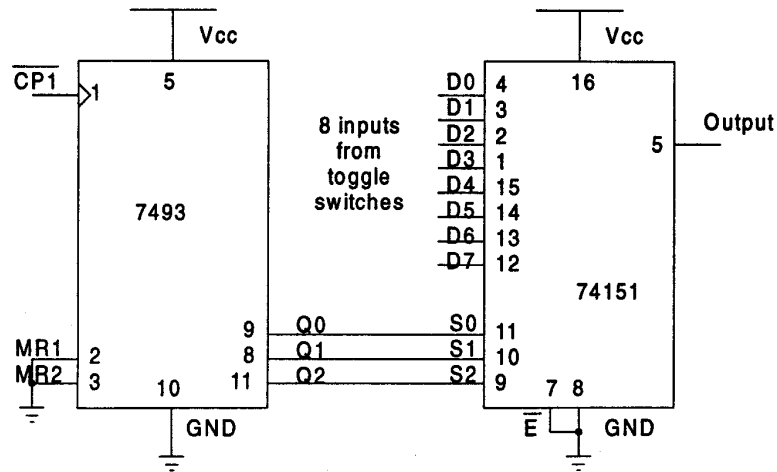 Vcc
Vcc
CP1
1
5
16
D0 4
D1 3
D2 2
D3 1
D4 15
D5 14
D6 13
D7 12
8 inputs
from
toggle
switches
5
Output
7493
74151
9 Q0 S0 11
MR1 2
8 Q1 S1 10
MR2 3
11 Q2 S2 9
10
GND
7 8
E
GND